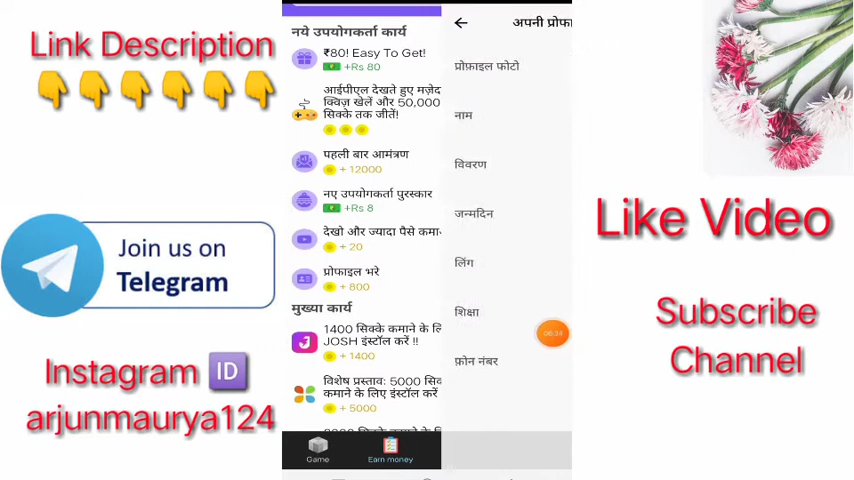 Link Description
Join us on
Telegram
Instagram 🆔
arjunmaurya124
नये उपयोगकर्ता कार्य
₹80! Easy To Get!
+Rs 80
आईपीएल देखते हुए मज़ेद
क्विज़ खेलें और 50,000
सिक्के तक जीतें!
पहली बार आमंत्रण
+ 12000
नए उपयोगकर्ता पुरस्कार
+Rs 8
देखो और ज्यादा पैसे कमा
+ 20
प्रोफाइल भरे
+ 800
मुख्या कार्य
1400 सिक्के कमाने के लि
JOSH इंस्टॉल करें !!
+ 1400
विशेष प्रस्ताव: 5000 सिक
कमाने के लिए इंस्टॉल करें
+ 5000
Game
Earn money
अपनी प्रोफा
प्रोफ़ाइल फोटो
नाम
विवरण
जन्मदिन
लिंग
शिक्षा
फ़ोन नंबर
06:34
Like Video
Subscribe
Channel